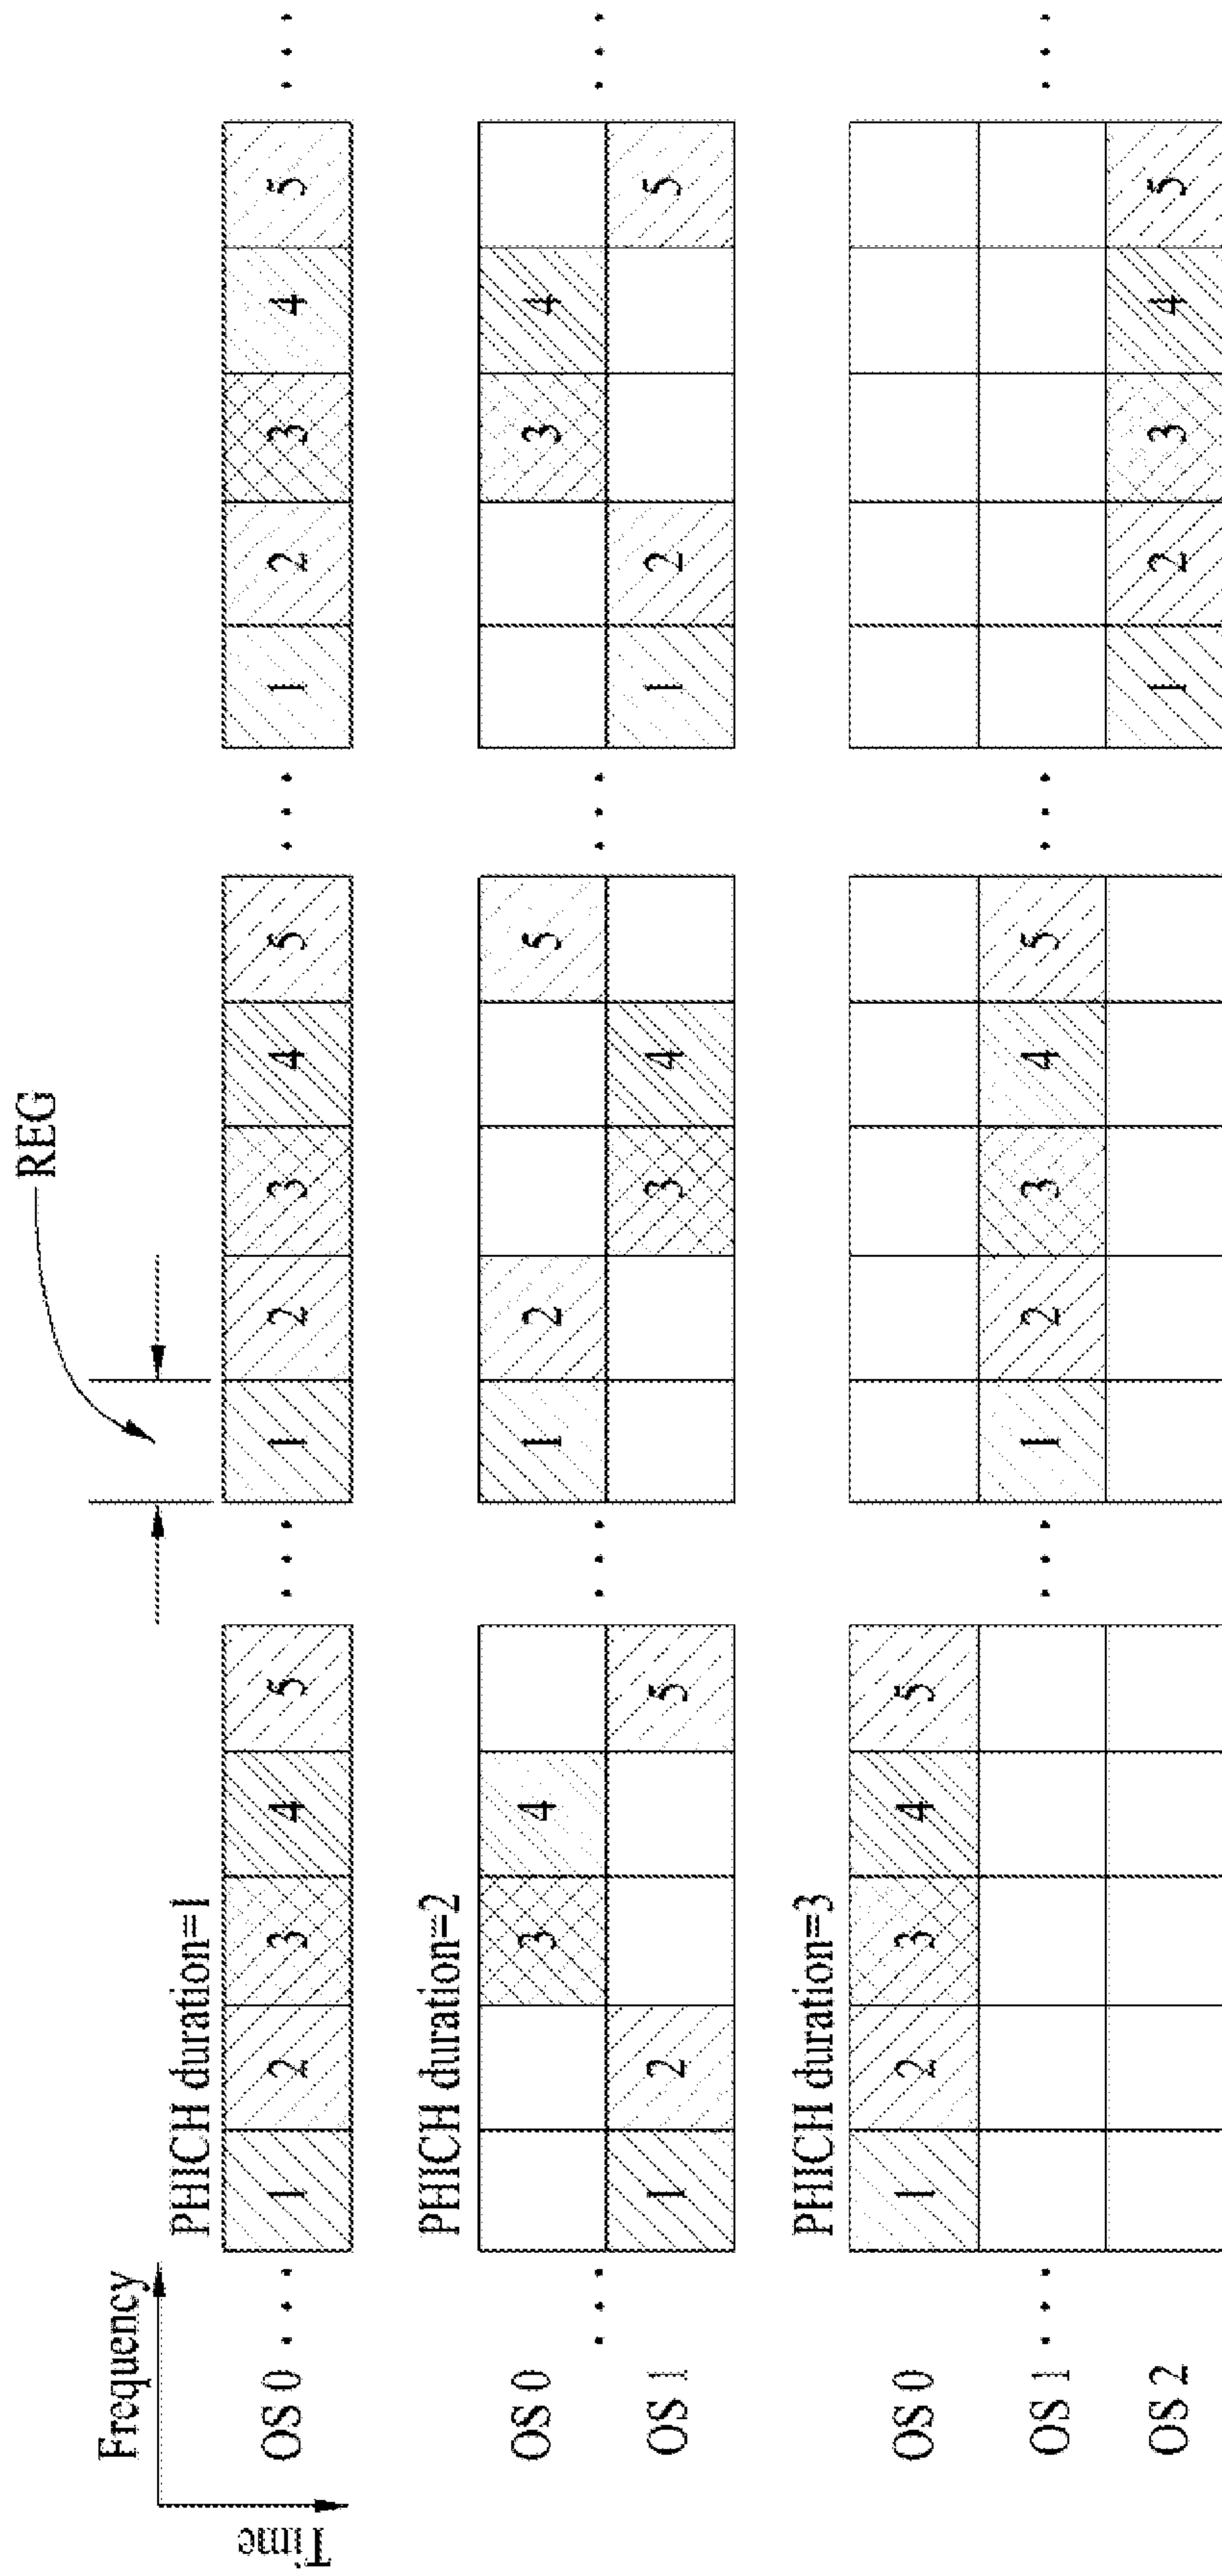 REG
Frequency
Time
PHICH duration=1
OS 0 1 2 3 4 5 1 2 3 4 5 1 2 3 4 5
PHICH duration=2
OS 0 3 4 1 2 5 3 4
OS 1 1 2 5 3 4 1 2 5
PHICH duration=3
OS 0 1 2 3 4 5
OS 1 1 2 3 4 5
OS 2 1 2 3 4 5